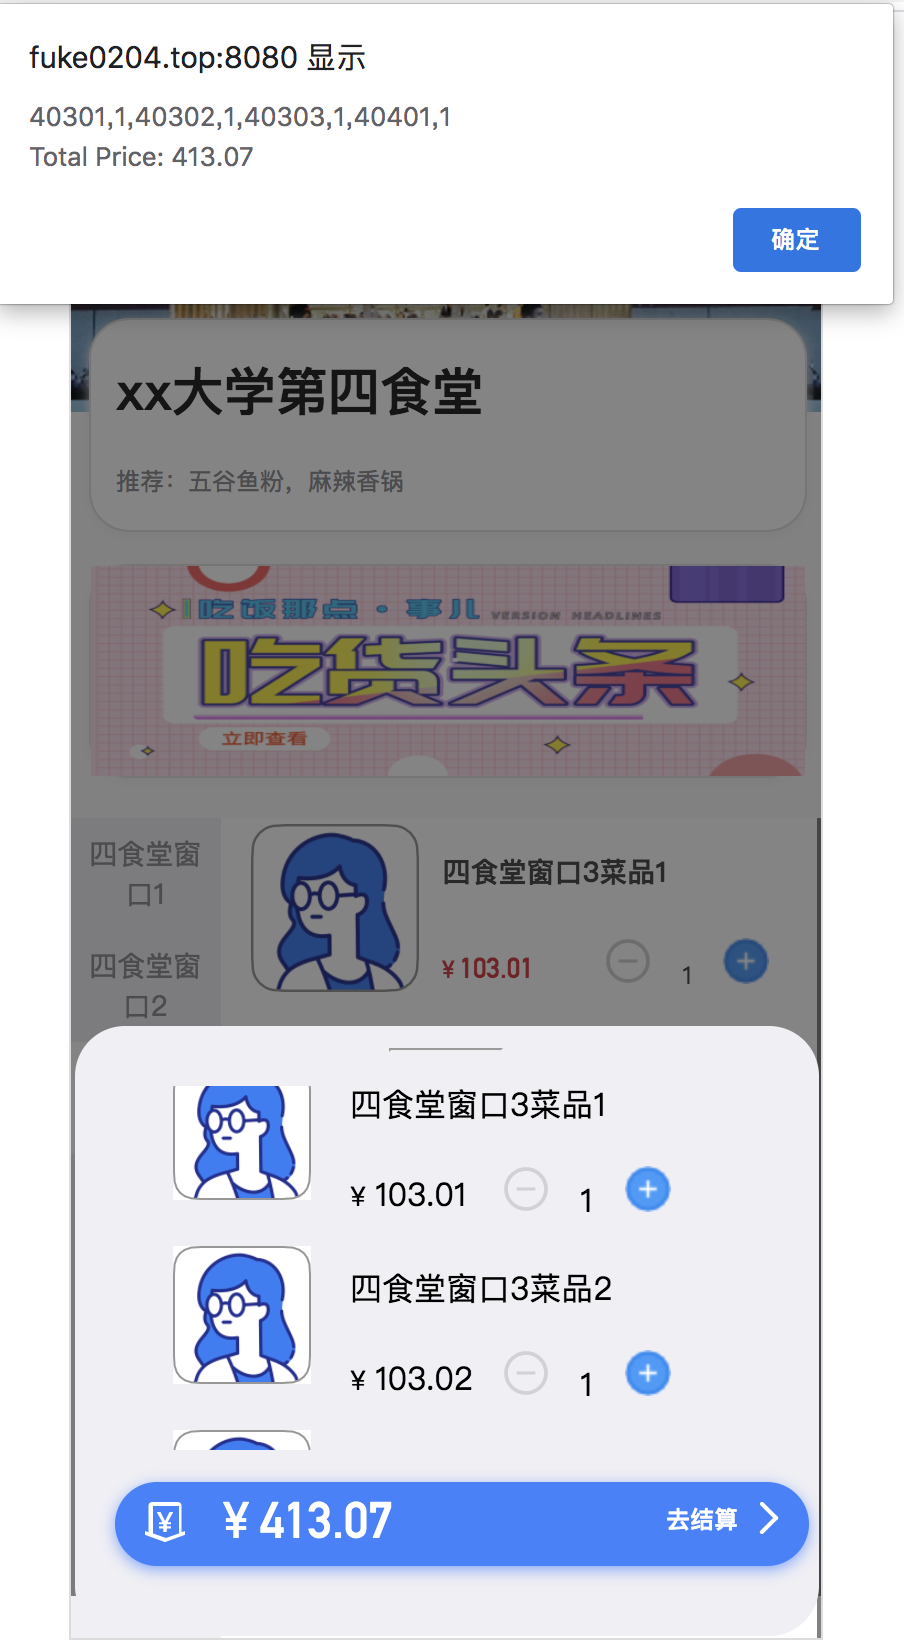 fuke0204.top:8080 显示
40301,1,40302,1,40303,1,40401,1
Total Price: 413.07
确定
xx大学第四食堂
推荐：五谷鱼粉，麻辣香锅
吃饭那点·事儿 VERSION HEADLINES
吃货头条
立即查看
四食堂窗
口1
四食堂窗
口2
四食堂窗口3菜品1
¥ 103.01
1
四食堂窗口3菜品1
¥ 103.01 1
四食堂窗口3菜品2
¥ 103.02 1
¥ ¥ 413.07 去结算